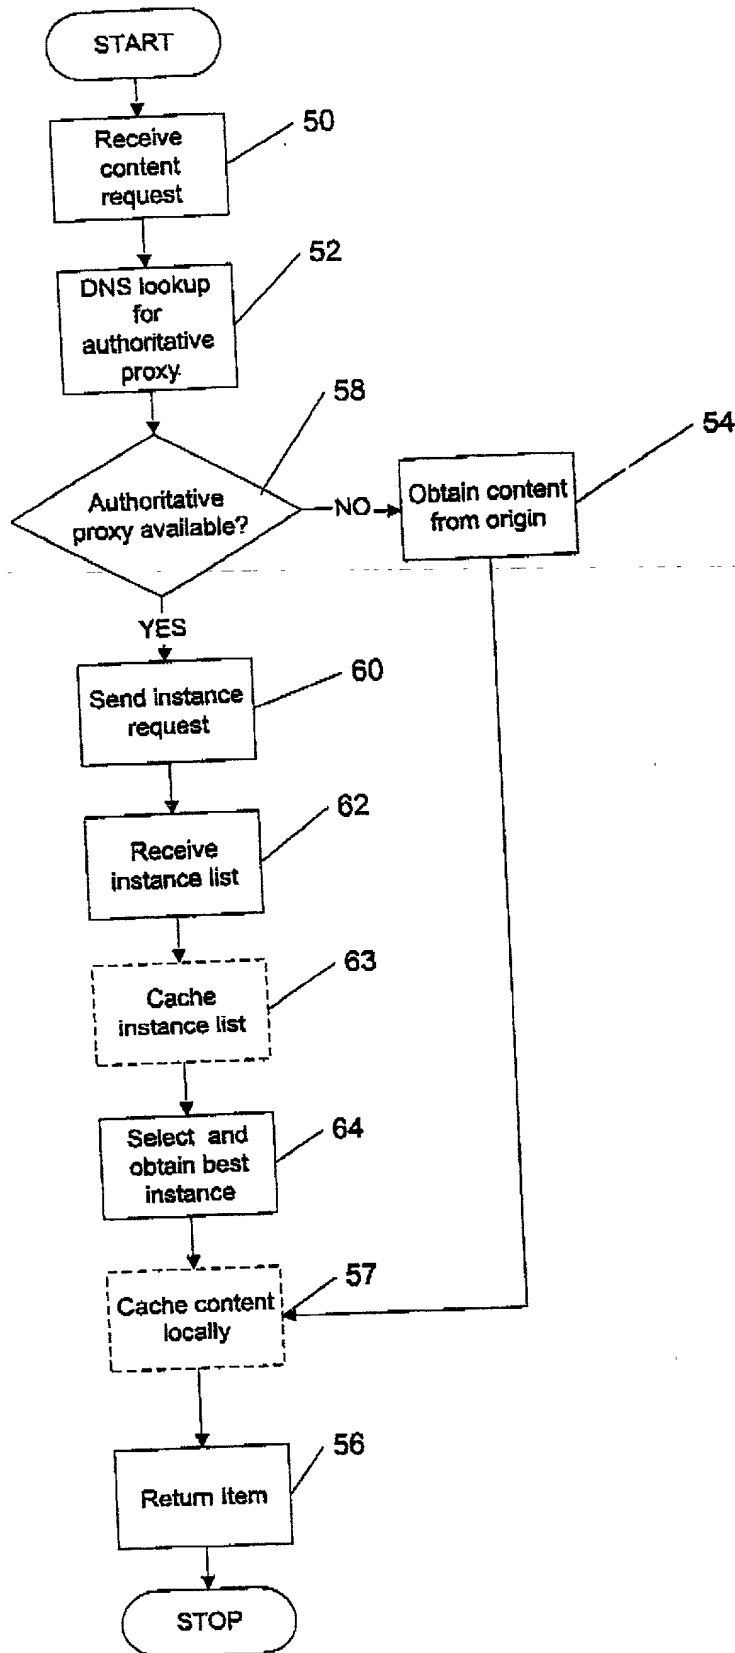 START
50
Receive
content
request
52
DNS lookup
for
authoritative
proxy
58
Authoritative
proxy available?
NO
54
Obtain content
from origin
YES
60
Send instance
request
62
Receive
instance list
63
Cache
instance list
64
Select and
obtain best
instance
57
Cache content
locally
56
Return Item
STOP